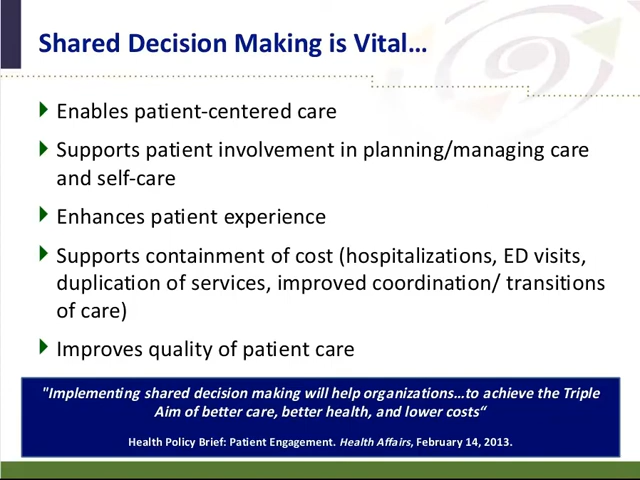 Shared Decision Making is Vital…
Enables patient-centered care
Supports patient involvement in planning/managing care
and self-care
Enhances patient experience
Supports containment of cost (hospitalizations, ED visits,
duplication of services, improved coordination/ transitions
of care)
Improves quality of patient care
"Implementing shared decision making will help organizations…to achieve the Triple
Aim of better care, better health, and lower costs“
Health Policy Brief: Patient Engagement. Health Affairs, February 14, 2013.